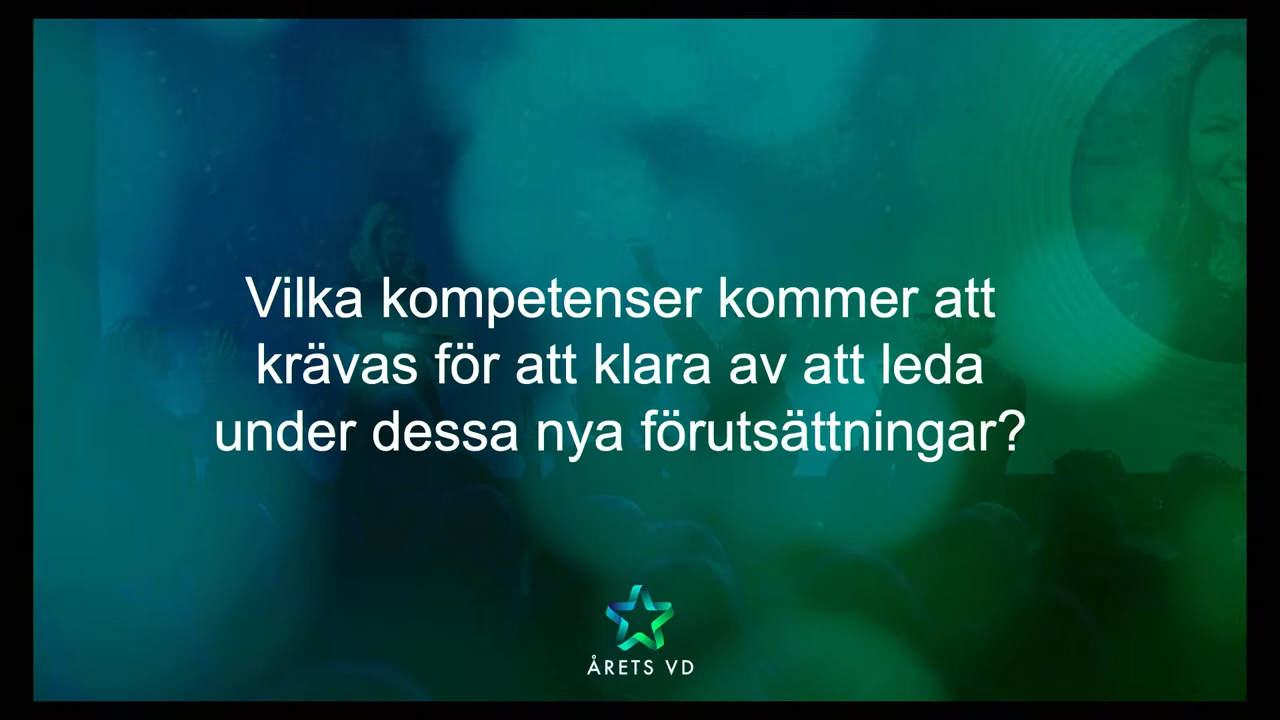 Vilka kompetenser kommer att
krävas för att klara av att leda
under dessa nya förutsättningar?
ÅRETS VD